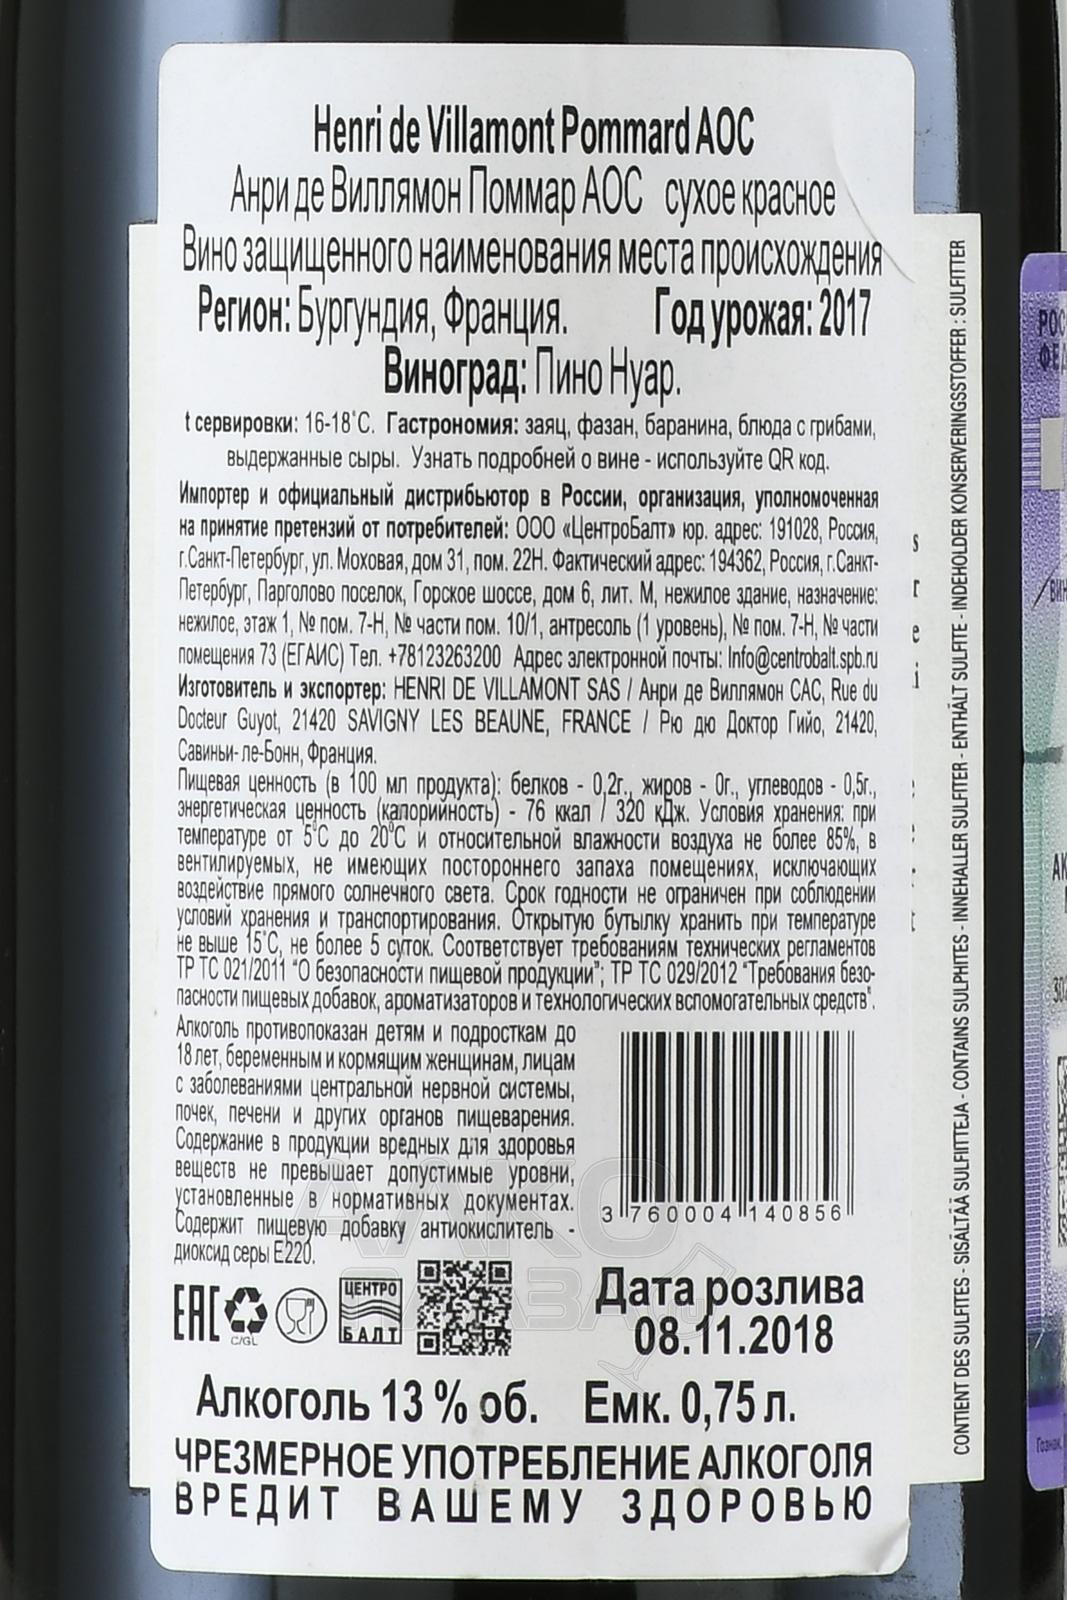 Henri de Villamont Pommard AOC
Анри де Виллямон Поммар АОС сухое красное
Вино защищенного наименования места происхождения
Регион: Бургундия, Франция. Год урожая: 2017
Виноград: Пино Нуар.
t сервировки: 16-18°С. Гастрономия: заяц, фазан, баранина, блюда с грибами,
выдержанные сыры. Узнать подробней о вине - используйте QR код.
Импортер и официальный дистрибьютор в России, организация, уполномоченная
на принятие претензий от потребителей: ООО «ЦентроБалт» юр. адрес: 191028, Россия,
г.Санкт-Петербург, ул. Моховая, дом 31, пом. 22Н. Фактический адрес: 194362, Россия, г.Санкт-
Петербург, Парголово поселок, Горское шоссе, дом 6, лит. М, нежилое здание, назначение:
нежилое, этаж 1, № пом. 7-Н, № части пом. 10/1, антресоль (1 уровень), № пом. 7-Н, № части
помещения 73 (ЕГАИС) Тел. +78123263200 Адрес электронной почты: Info@centrobalt.spb.ru
Изготовитель и экспортер: HENRI DE VILLAMONT SAS / Анри де Виллямон САС, Rue du
Docteur Guyot, 21420 SAVIGNY LES BEAUNE, FRANCE / Рю дю Доктор Гийо, 21420,
Савиньи-ле-Бонн, Франция.
Пищевая ценность (в 100 мл продукта): белков - 0,2г., жиров - 0г., углеводов - 0,5г.,
энергетическая ценность (калорийность) - 76 ккал / 320 кДж. Условия хранения: при
температуре от 5°С до 20°С и относительной влажности воздуха не более 85%, в
вентилируемых, не имеющих постороннего запаха помещениях, исключающих
воздействие прямого солнечного света. Срок годности не ограничен при соблюдении
условий хранения и транспортирования. Открытую бутылку хранить при температуре
не выше 15°С, не более 5 суток. Соответствует требованиям технических регламентов
ТР ТС 021/2011 "О безопасности пищевой продукции"; ТР ТС 029/2012 "Требования безо-
пасности пищевых добавок, ароматизаторов и технологических вспомогательных средств".
Алкоголь противопоказан детям и подросткам до
18 лет, беременным и кормящим женщинам, лицам
с заболеваниями центральной нервной системы,
почек, печени и других органов пищеварения.
Содержание в продукции вредных для здоровья
веществ не превышает допустимые уровни,
установленные в нормативных документах.
Содержит пищевую добавку антиокислитель -
диоксид серы Е220.
3 760004 140856
ЕАС
C/GL
ЦЕНТРО
БАЛТ
Дата розлива
08.11.2018
Алкоголь 13 % об. Емк. 0,75 л.
ЧРЕЗМЕРНОЕ УПОТРЕБЛЕНИЕ АЛКОГОЛЯ
ВРЕДИТ ВАШЕМУ ЗДОРОВЬЮ
CONTIENT DES SULFITES - SISÄLTÄÄ SULFIITTEJA - CONTAINS SULPHITES - INNEHALLER SULFITER - ENTHÄLT SULFITE - INDEHOLDER KONSERVERINGSSTOFFER : SULFITTER